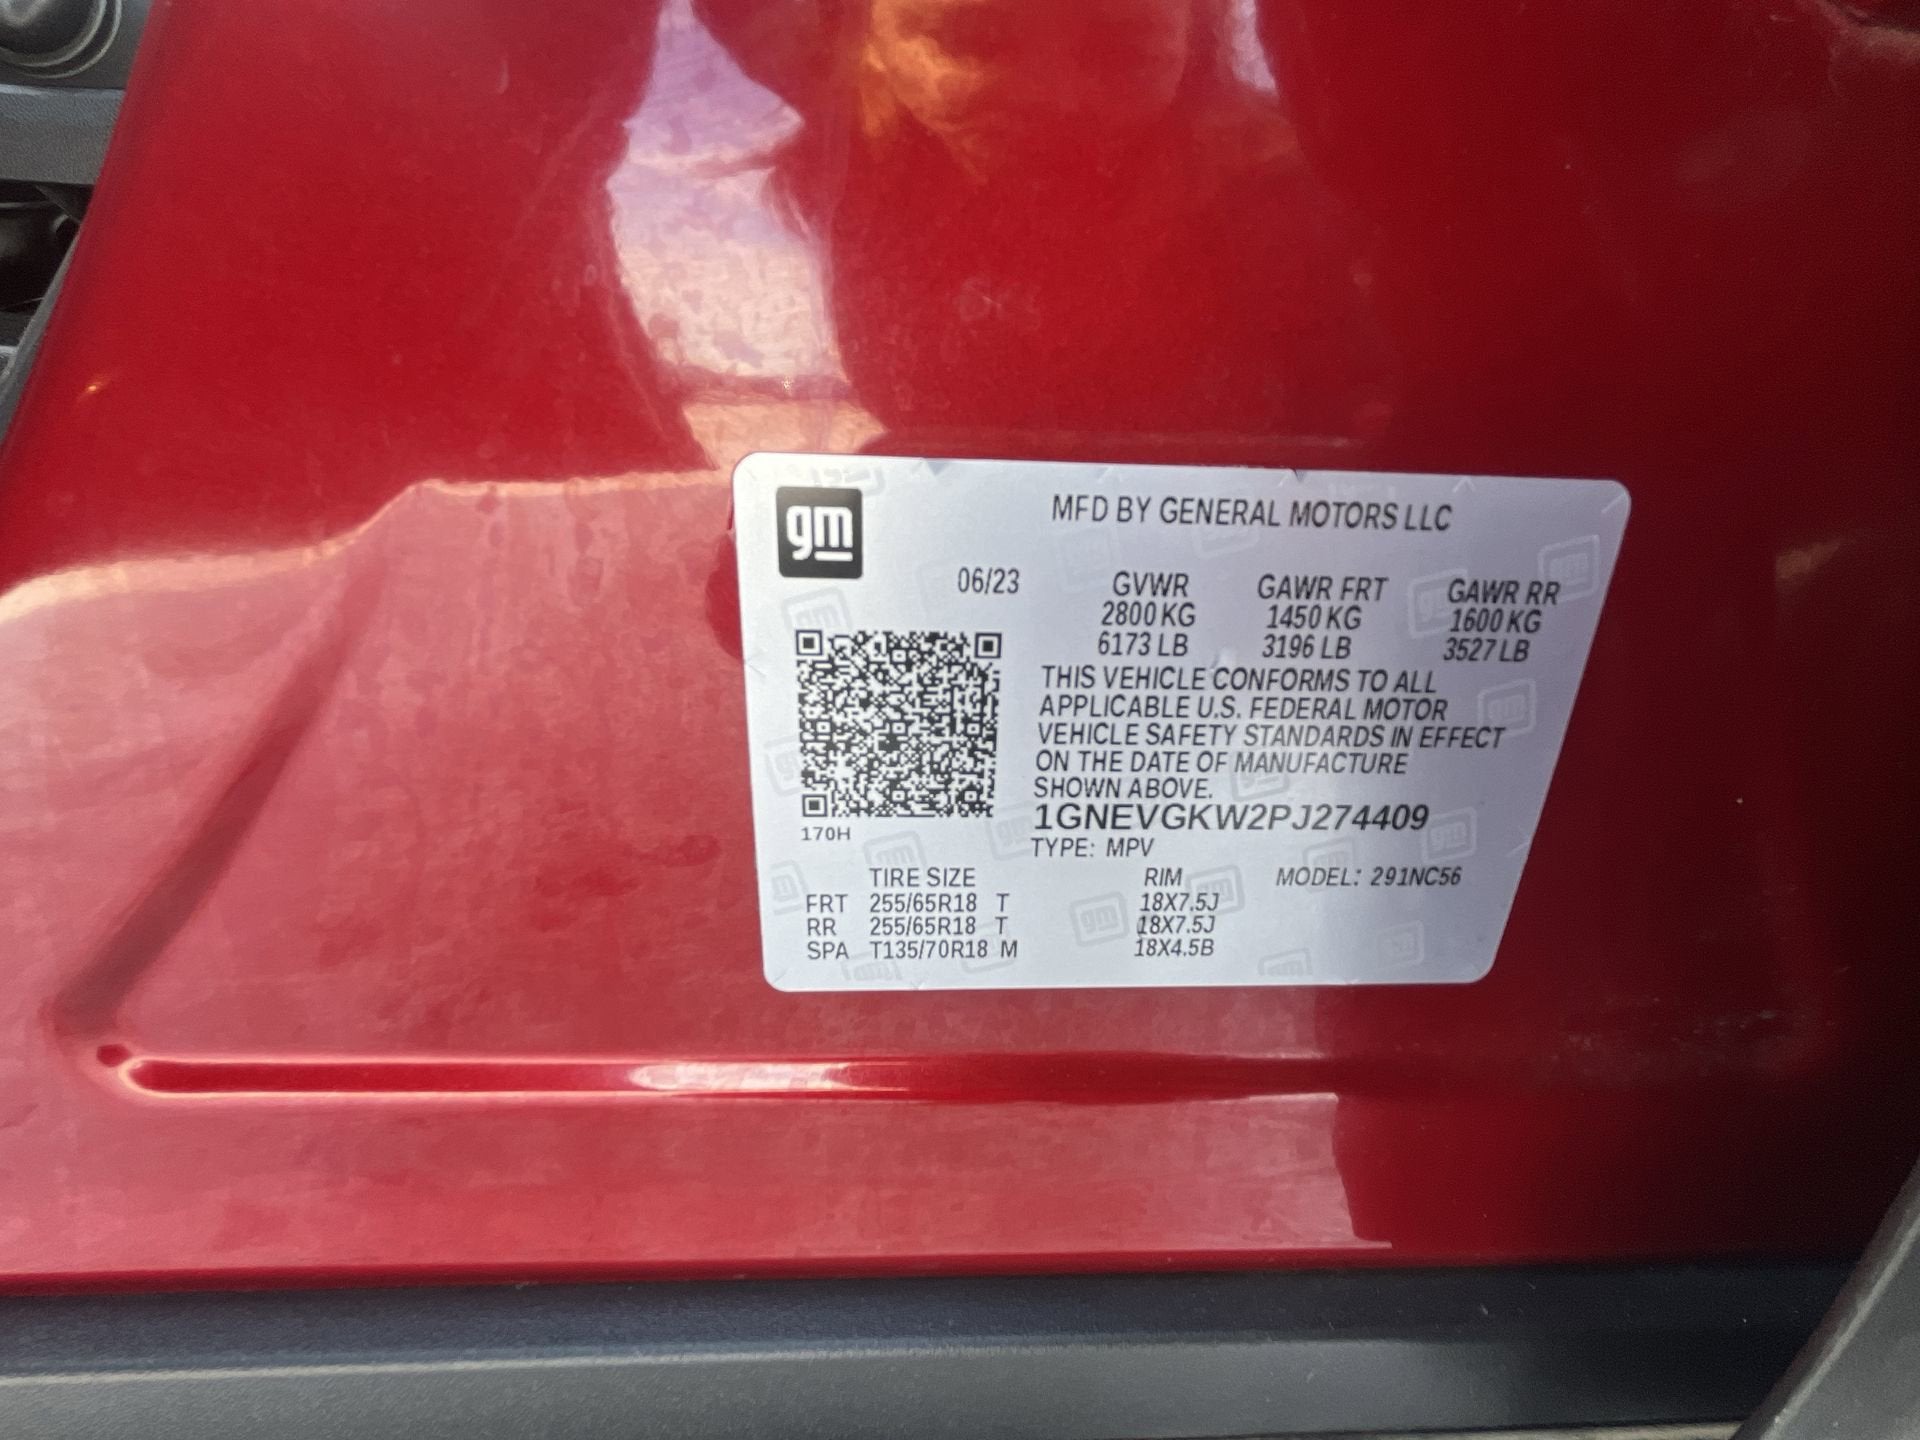 gm
MFD BY GENERAL MOTORS LLC
06/23 GVWR GAWR FRT GAWR RR
2800 KG 1450 KG 1600 KG
6173 LB 3196 LB 3527 LB
THIS VEHICLE CONFORMS TO ALL
APPLICABLE U.S. FEDERAL MOTOR
VEHICLE SAFETY STANDARDS IN EFFECT
ON THE DATE OF MANUFACTURE
SHOWN ABOVE.
1GNEVGKW2PJ274409
170H
TYPE: MPV
TIRE SIZE RIM MODEL: 291NC56
FRT 255/65R18 T 18X7.5J
RR 255/65R18 T 18X7.5J
SPA T135/70R18 M 18X4.5B